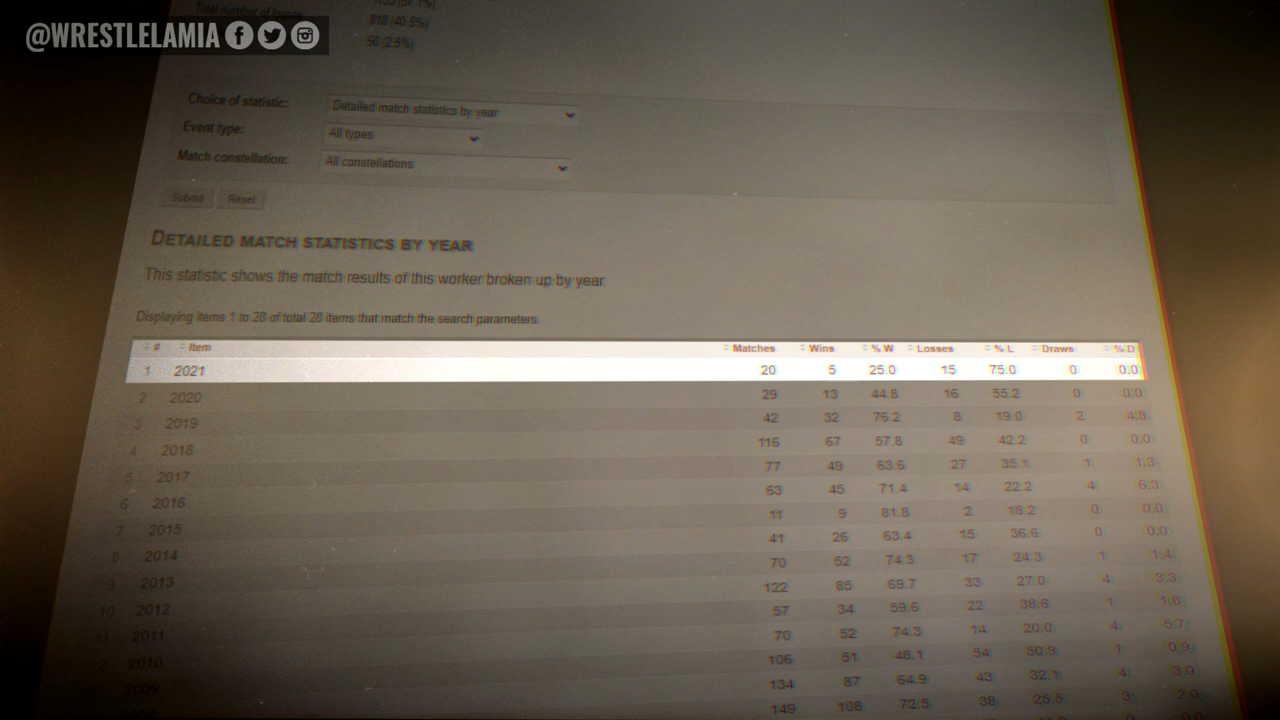 @WRESTLELAMIA
Total number of losses
818 (40.5%)
50 (2.5%)
Choice of statistic: Detailed match statistics by year
Event type: All types
Match constellation: All constellations
Submit Reset
DETAILED MATCH STATISTICS BY YEAR
This statistic shows the match results of this worker broken up by year.
Displaying items 1 to 28 of total 28 items that match the search parameters.
# Item Matches Wins % W Losses % L Draws % D
1 2021 20 5 25.0 15 75.0 0 0.0
2 2020 29 13 44.8 16 55.2 0 0.0
3 2019 42 32 76.2 8 19.0 2 4.8
4 2018 116 67 57.8 49 42.2 0 0.0
5 2017 77 49 63.6 27 35.1 1 1.3
6 2016 63 45 71.4 14 22.2 4 6.3
7 2015 11 9 81.8 2 18.2 0 0.0
8 2014 41 26 63.4 15 36.6 0 0.0
9 2013 70 52 74.3 17 24.3 1 1.4
10 2012 122 85 69.7 33 27.0 4 3.3
11 2011 57 34 59.6 22 38.6 1 1.8
2010 70 52 74.3 14 20.0 4 5.7
2009 106 51 48.1 54 50.9 1 0.9
134 87 64.9 43 32.1 4 3.0
149 108 72.5 38 25.5 3 2.0